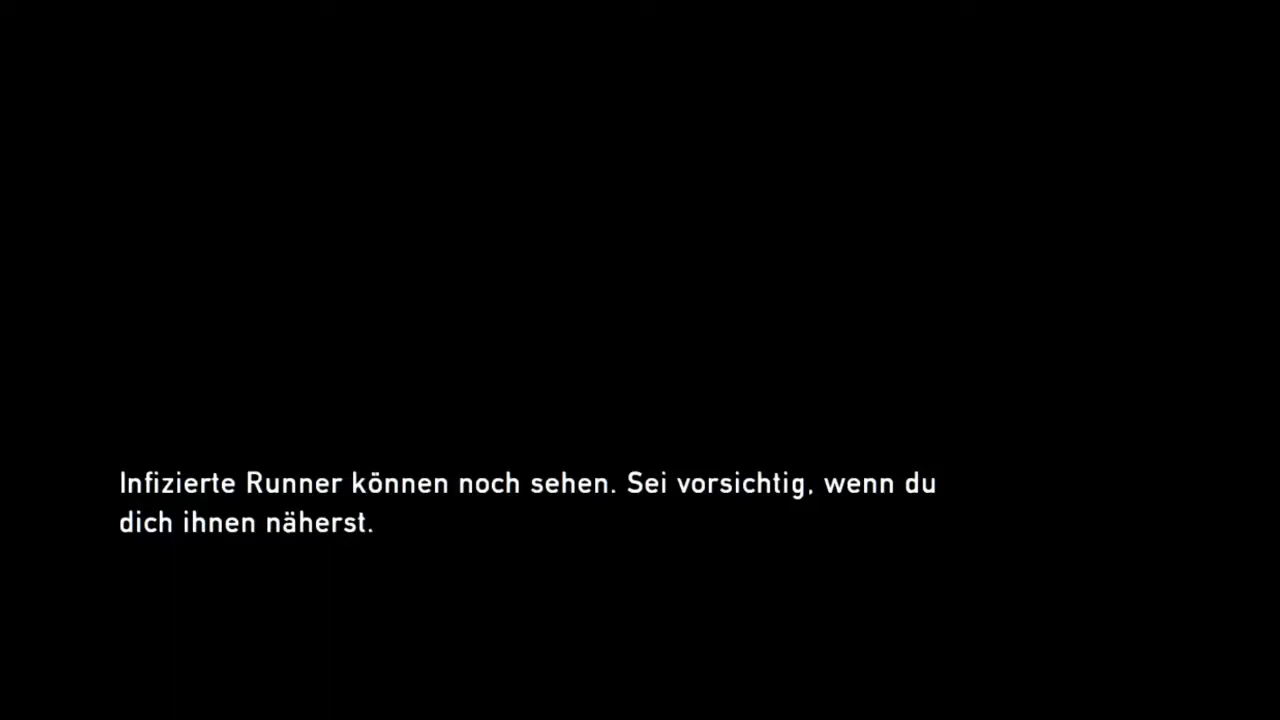 Infizierte Runner können noch sehen. Sei vorsichtig, wenn du
dich ihnen näherst.